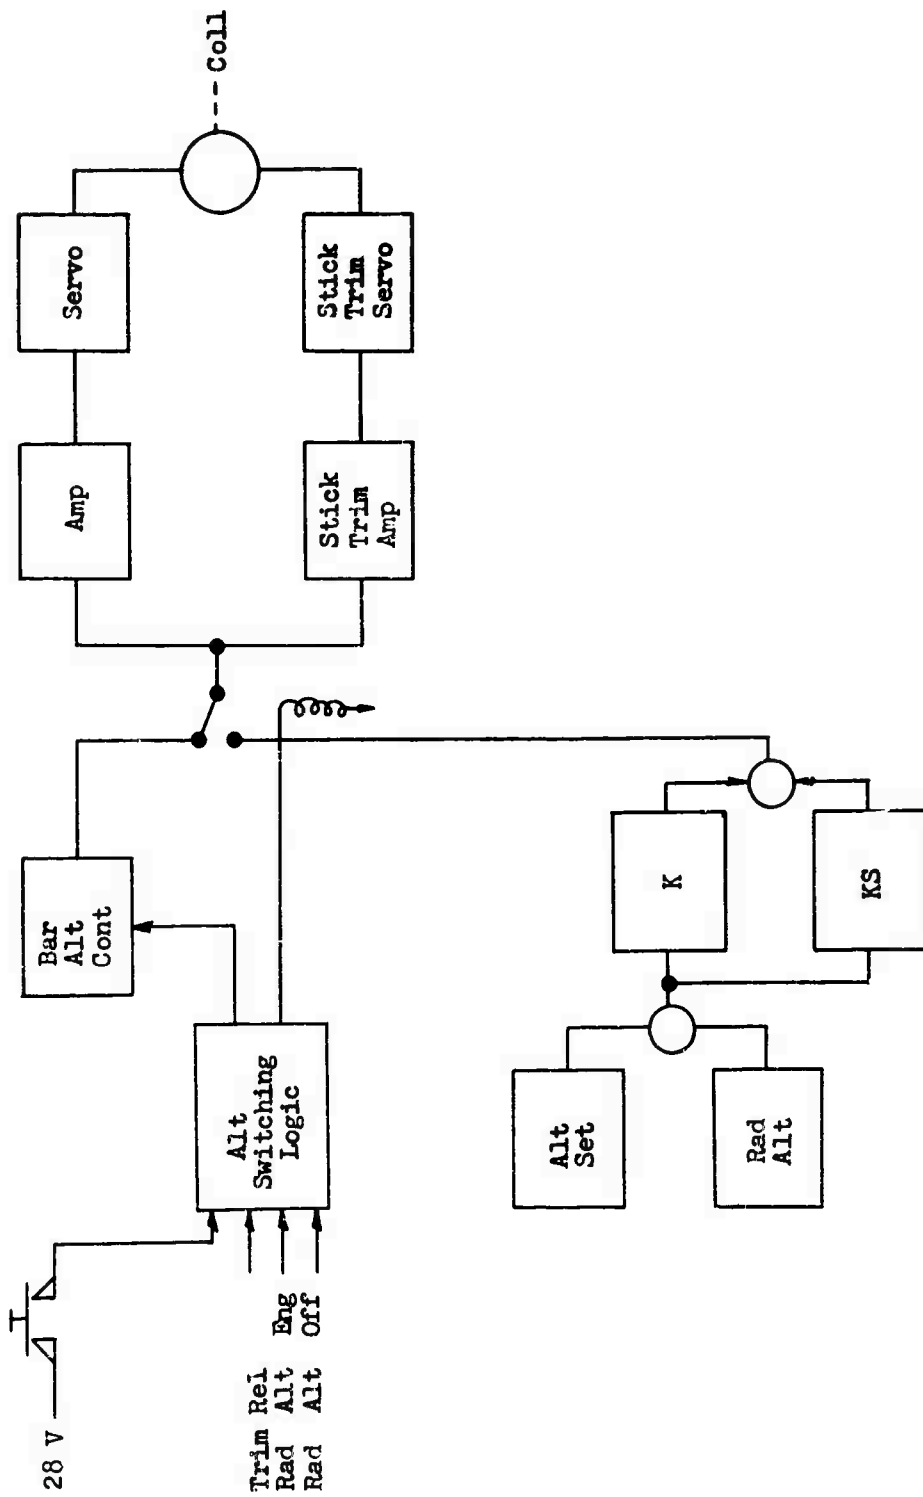 28 V
Trim Rel
Rad Alt Eng
Rad Alt Off
Alt
Switching
Logic
Bar
Alt
Cont
Amp
Servo
Stick
Trim
Amp
Stick
Trim
Servo
Coll
Alt
Set
Rad
Alt
K
KS